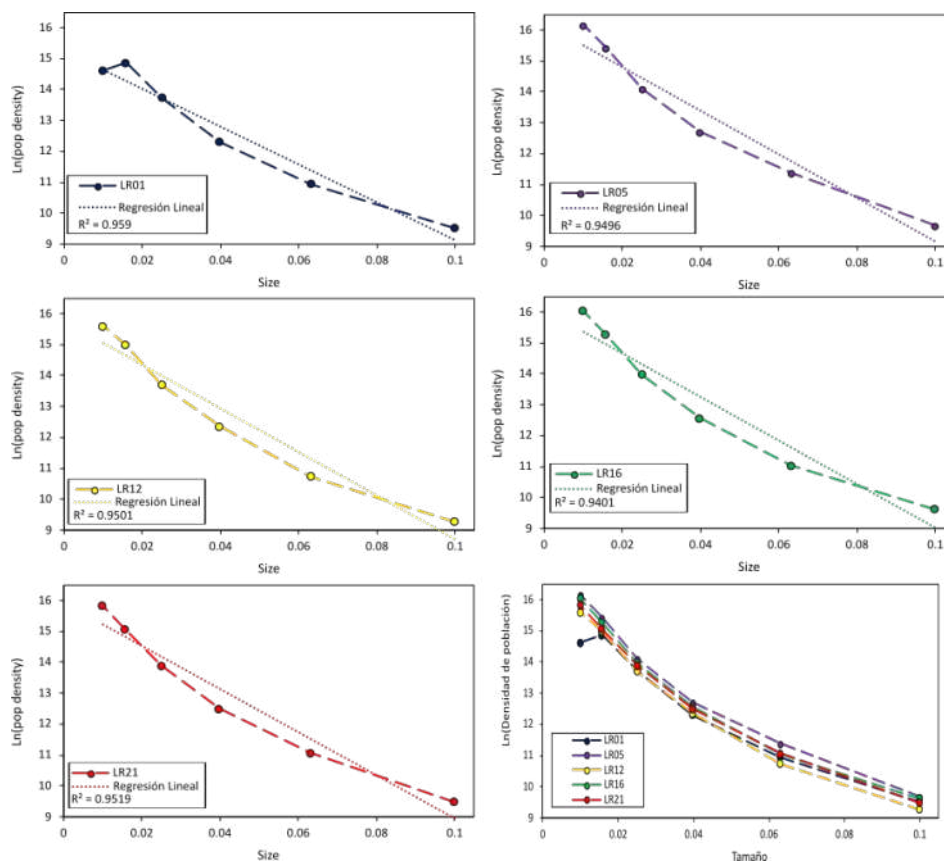 Ln(pop density)
16
15
14
13
12
11
10
9
LR01
Regresión Lineal
R² = 0.959
0
0.02
0.04
0.06
0.08
0.1
Size
Ln(pop density)
16
15
14
13
12
11
10
9
LR05
Regresión Lineal
R² = 0.9496
0
0.02
0.04
0.06
0.08
0.1
Size
Ln(pop density)
16
15
14
13
12
11
10
9
LR12
Regresión Lineal
R² = 0.9501
0
0.02
0.04
0.06
0.08
0.1
Size
Ln(pop density)
16
15
14
13
12
11
10
9
LR16
Regresión Lineal
R² = 0.9401
0
0.02
0.04
0.06
0.08
0.1
Size
Ln(pop density)
16
15
14
13
12
11
10
9
LR21
Regresión Lineal
R² = 0.9519
0
0.02
0.04
0.06
0.08
0.1
Size
Ln(Densidad de población)
16
15
14
13
12
11
10
9
LR01
LR05
LR12
LR16
LR21
0
0.02
0.04
0.06
0.08
0.1
Tamaño